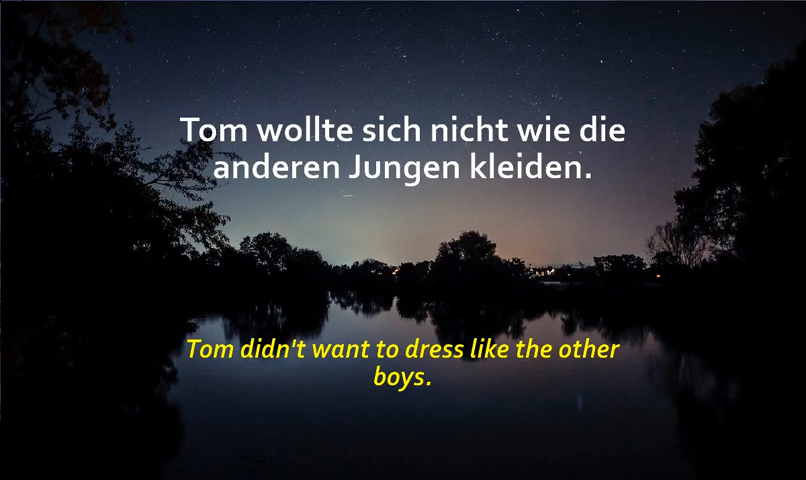 Tom wollte sich nicht wie die
anderen Jungen kleiden.
Tom didn't want to dress like the other
boys.